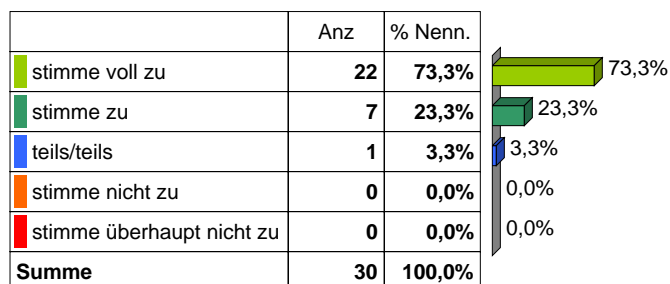 Anz % Nenn.
stimme voll zu 22 73,3% 73,3%
stimme zu 7 23,3% 23,3%
teils/teils 1 3,3% 3,3%
stimme nicht zu 0 0,0% 0,0%
stimme überhaupt nicht zu 0 0,0% 0,0%
Summe 30 100,0%